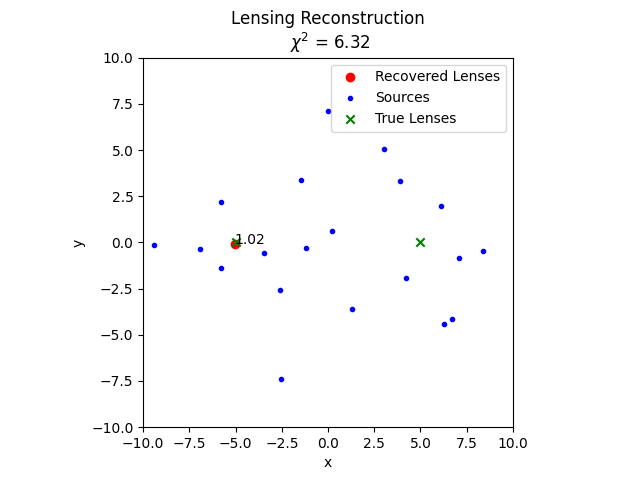 Lensing Reconstruction
χ² = 6.32
10.0
7.5
5.0
2.5
0.0
−2.5
−5.0
−7.5
−10.0
y
Recovered Lenses
Sources
True Lenses
1.02
−10.0 −7.5 −5.0 −2.5 0.0 2.5 5.0 7.5 10.0
x